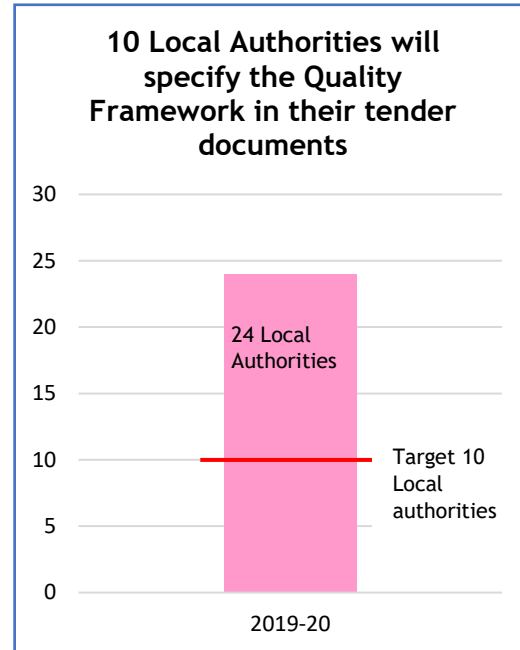 10 Local Authorities will
specify the Quality
Framework in their tender
documents
30
25
20
15
10
5
0
24 Local
Authorities
Target 10
Local
authorities
2019-20